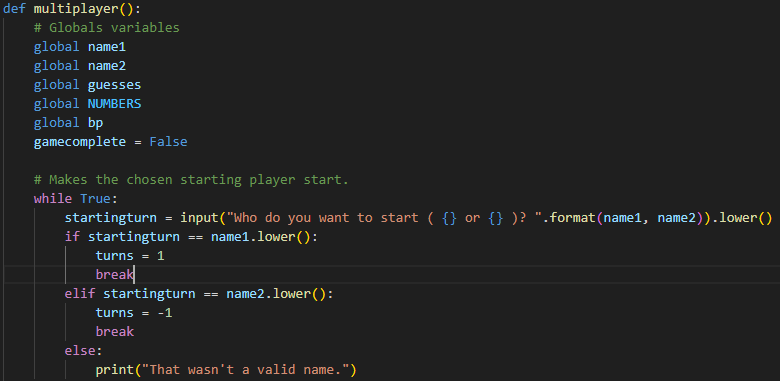 def multiplayer():
    # Globals variables
    global name1
    global name2
    global guesses
    global NUMBERS
    global bp
    gamecomplete = False
    # Makes the chosen starting player start.
    while True:
        startingturn = input("Who do you want to start ( {} or {} )? ".format(name1, name2)).lower()
        if startingturn == name1.lower():
            turns = 1
            break
        elif startingturn == name2.lower():
            turns = -1
            break
        else:
            print("That wasn't a valid name.")